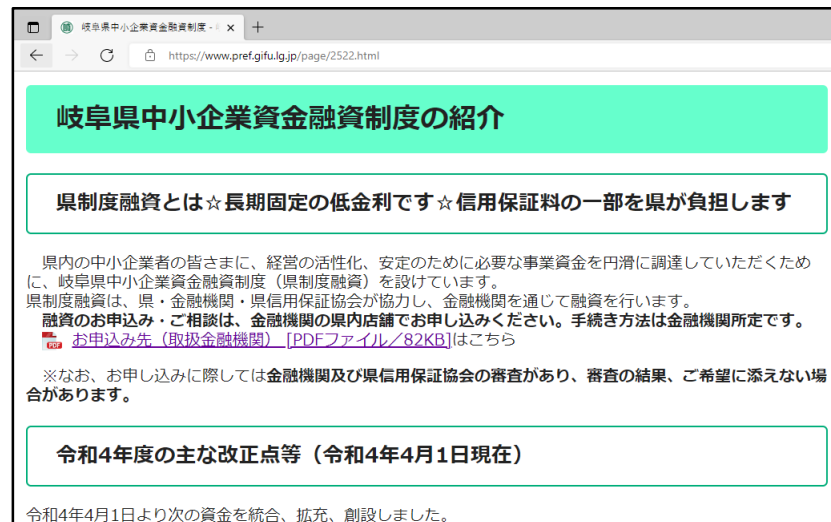 岐阜県中小企業資金融資制度 -
https://www.pref.gifu.lg.jp/page/2522.html
岐阜県中小企業資金融資制度の紹介
県制度融資とは☆長期固定の低金利です☆信用保証料の一部を県が負担します
県内の中小企業者の皆さまに、経営の活性化、安定のために必要な事業資金を円滑に調達していただくため
に、岐阜県中小企業資金融資制度（県制度融資）を設けています。
県制度融資は、県・金融機関・県信用保証協会が協力し、金融機関を通じて融資を行います。
融資のお申込み・ご相談は、金融機関の県内店舗でお申し込みください。手続き方法は金融機関所定です。
PDF お申込み先（取扱金融機関） [PDFファイル／82KB]はこちら
※なお、お申し込みに際しては金融機関及び県信用保証協会の審査があり、審査の結果、ご希望に添えない場
合があります。
令和4年度の主な改正点等（令和4年4月1日現在）
令和4年4月1日より次の資金を統合、拡充、創設しました。